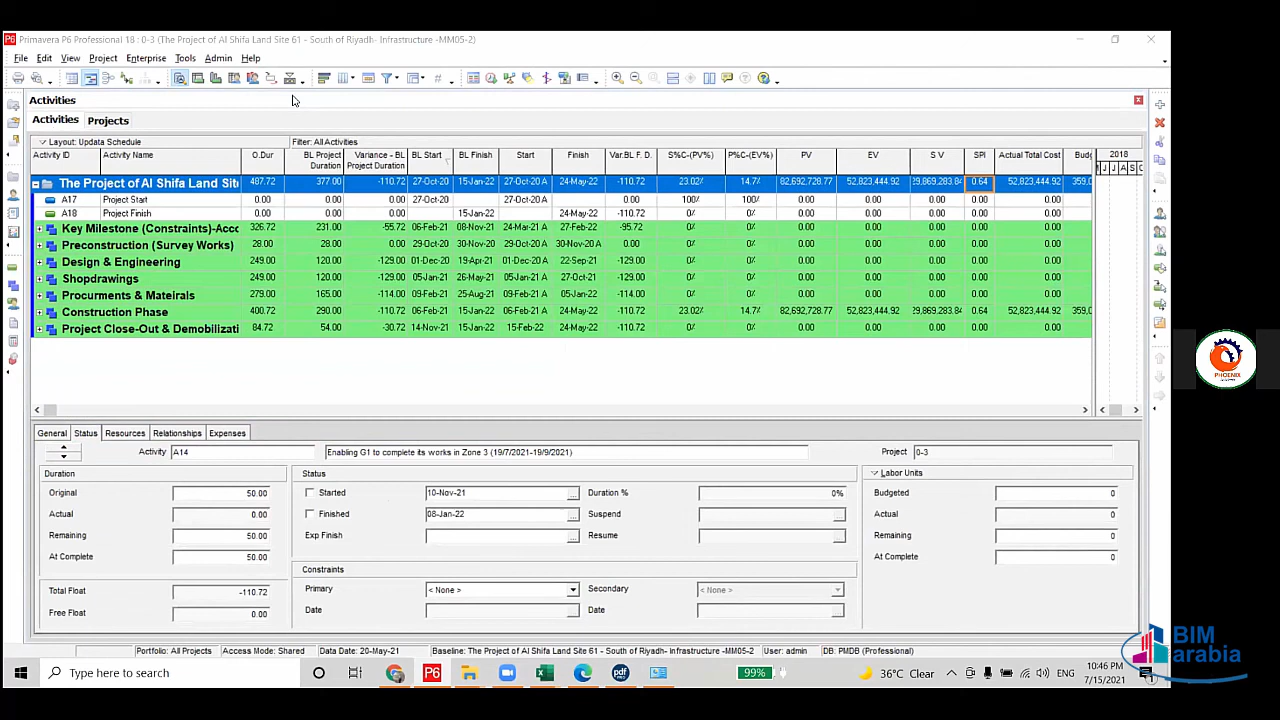 Primavera P6 Professional 18 : 0-3 (The Project of Al Shifa Land Site 61 - South of Riyadh- Infrastructure -MM05-2)
File Edit View Project Enterprise Tools Admin Help
Activities
Activities Projects
Layout: Updata Schedule Filter: All Activities
Activity ID Activity Name O.Dur BL Project Duration Variance - BL Project Duration BL Start BL Finish Start Finish Var.BL F. D. S%C-(PV%) P%C-(EV%) PV EV S V SPI Actual Total Cost Budg 2018
J J A S C
The Project of Al Shifa Land Sit 487.72 377.00 -110.72 27-Oct-20 15-Jan-22 27-Oct-20 A 24-May-22 -110.72 23.02% 14.7% 82,692,728.77 52,823,444.92 29,869,283.84 0.64 52,823,444.92 359,0
A17 Project Start 0.00 0.00 0.00 27-Oct-20 27-Oct-20 A 0.00 100% 100% 0.00 0.00 0.00 0.00 0.00
A18 Project Finish 0.00 0.00 0.00 15-Jan-22 24-May-22 -110.72 0% 0% 0.00 0.00 0.00 0.00 0.00
Key Milestone (Constraints)-Acco 326.72 231.00 -55.72 06-Feb-21 08-Nov-21 24-Mar-21 A 24-May-22 -95.72 0% 0% 0.00 0.00 0.00 0.00 0.00
Preconstruction (Survey Works) 28.00 28.00 0.00 29-Oct-20 30-Nov-20 29-Oct-20 A 30-Nov-20 A 0.00 0% 0% 0.00 0.00 0.00 0.00 0.00
Design & Engineering 249.00 120.00 -129.00 01-Dec-20 19-Apr-21 01-Dec-20 A 22-Sep-21 -129.00 0% 0% 0.00 0.00 0.00 0.00 0.00
Shopdrawings 249.00 120.00 -129.00 05-Jan-21 26-May-21 05-Jan-21 A 27-Oct-21 -129.00 0% 0% 0.00 0.00 0.00 0.00 0.00
Procurments & Mateirals 279.00 165.00 -114.00 09-Feb-21 25-Aug-21 09-Feb-21 A 05-Jan-22 -114.00 0% 0% 0.00 0.00 0.00 0.00 0.00
Construction Phase 400.72 290.00 -110.72 06-Feb-21 15-Jan-22 06-Feb-21 A 24-May-22 -110.72 23.02% 14.7% 82,692,728.77 52,823,444.92 29,869,283.84 0.64 52,823,444.92 359,0
Project Close-Out & Demobilizati 84.72 54.00 -30.72 14-Nov-21 15-Jan-22 15-Feb-22 24-May-22 -110.72 0% 0% 0.00 0.00 0.00 0.00 0.00
PHOENIX
General Status Resources Relationships Expenses
Activity A14 Enabling G1 to complete its works in Zone 3 (19/7/2021-19/9/2021) Project 0-3
Duration Status Labor Units
Original 50.00 Started 10-Nov-21 Duration % 0% Budgeted 0
Actual 0.00 Finished 08-Jan-22 Suspend Actual 0
Remaining 50.00 Exp Finish Resume Remaining 0
At Complete 50.00 At Complete 0
Constraints
Total Float -110.72 Primary < None > Secondary < None >
Free Float 0.00 Date Date
Portfolio: All Projects Access Mode: Shared Data Date: 20-May-21 Baseline: The Project of Al Shifa Land Site 61 - South of Riyadh- Infrastructure -MM05-2 User: admin DB: PMDB (Professional)
BIM
arabia
Type here to search P6 pdf 99% 36°C Clear ENG 10:46 PM
7/15/2021